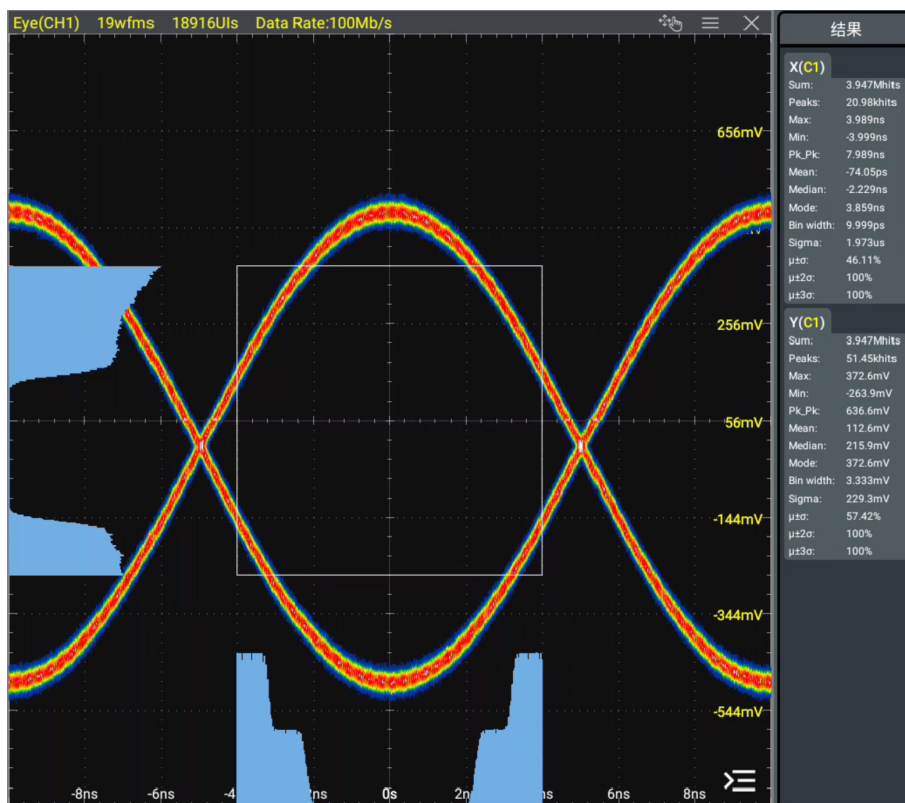 Eye(CH1) 19wfms 18916UIs Data Rate:100Mb/s
656mV
256mV
56mV
-144mV
-344mV
-544mV
-8ns -6ns -4 0s 2n 6ns 8ns
结果
X(C1)
Sum: 3.947Mhits
Peaks: 20.98khits
Max: 3.989ns
Min: -3.999ns
Pk_Pk: 7.989ns
Mean: -74.05ps
Median: -2.229ns
Mode: 3.859ns
Bin width: 9.999ps
Sigma: 1.973us
µ±σ: 46.11%
µ±2σ: 100%
µ±3σ: 100%
Y(C1)
Sum: 3.947Mhits
Peaks: 51.45khits
Max: 372.6mV
Min: -263.9mV
Pk_Pk: 636.6mV
Mean: 112.6mV
Median: 215.9mV
Mode: 372.6mV
Bin width: 3.333mV
Sigma: 229.3mV
µ±σ: 57.42%
µ±2σ: 100%
µ±3σ: 100%